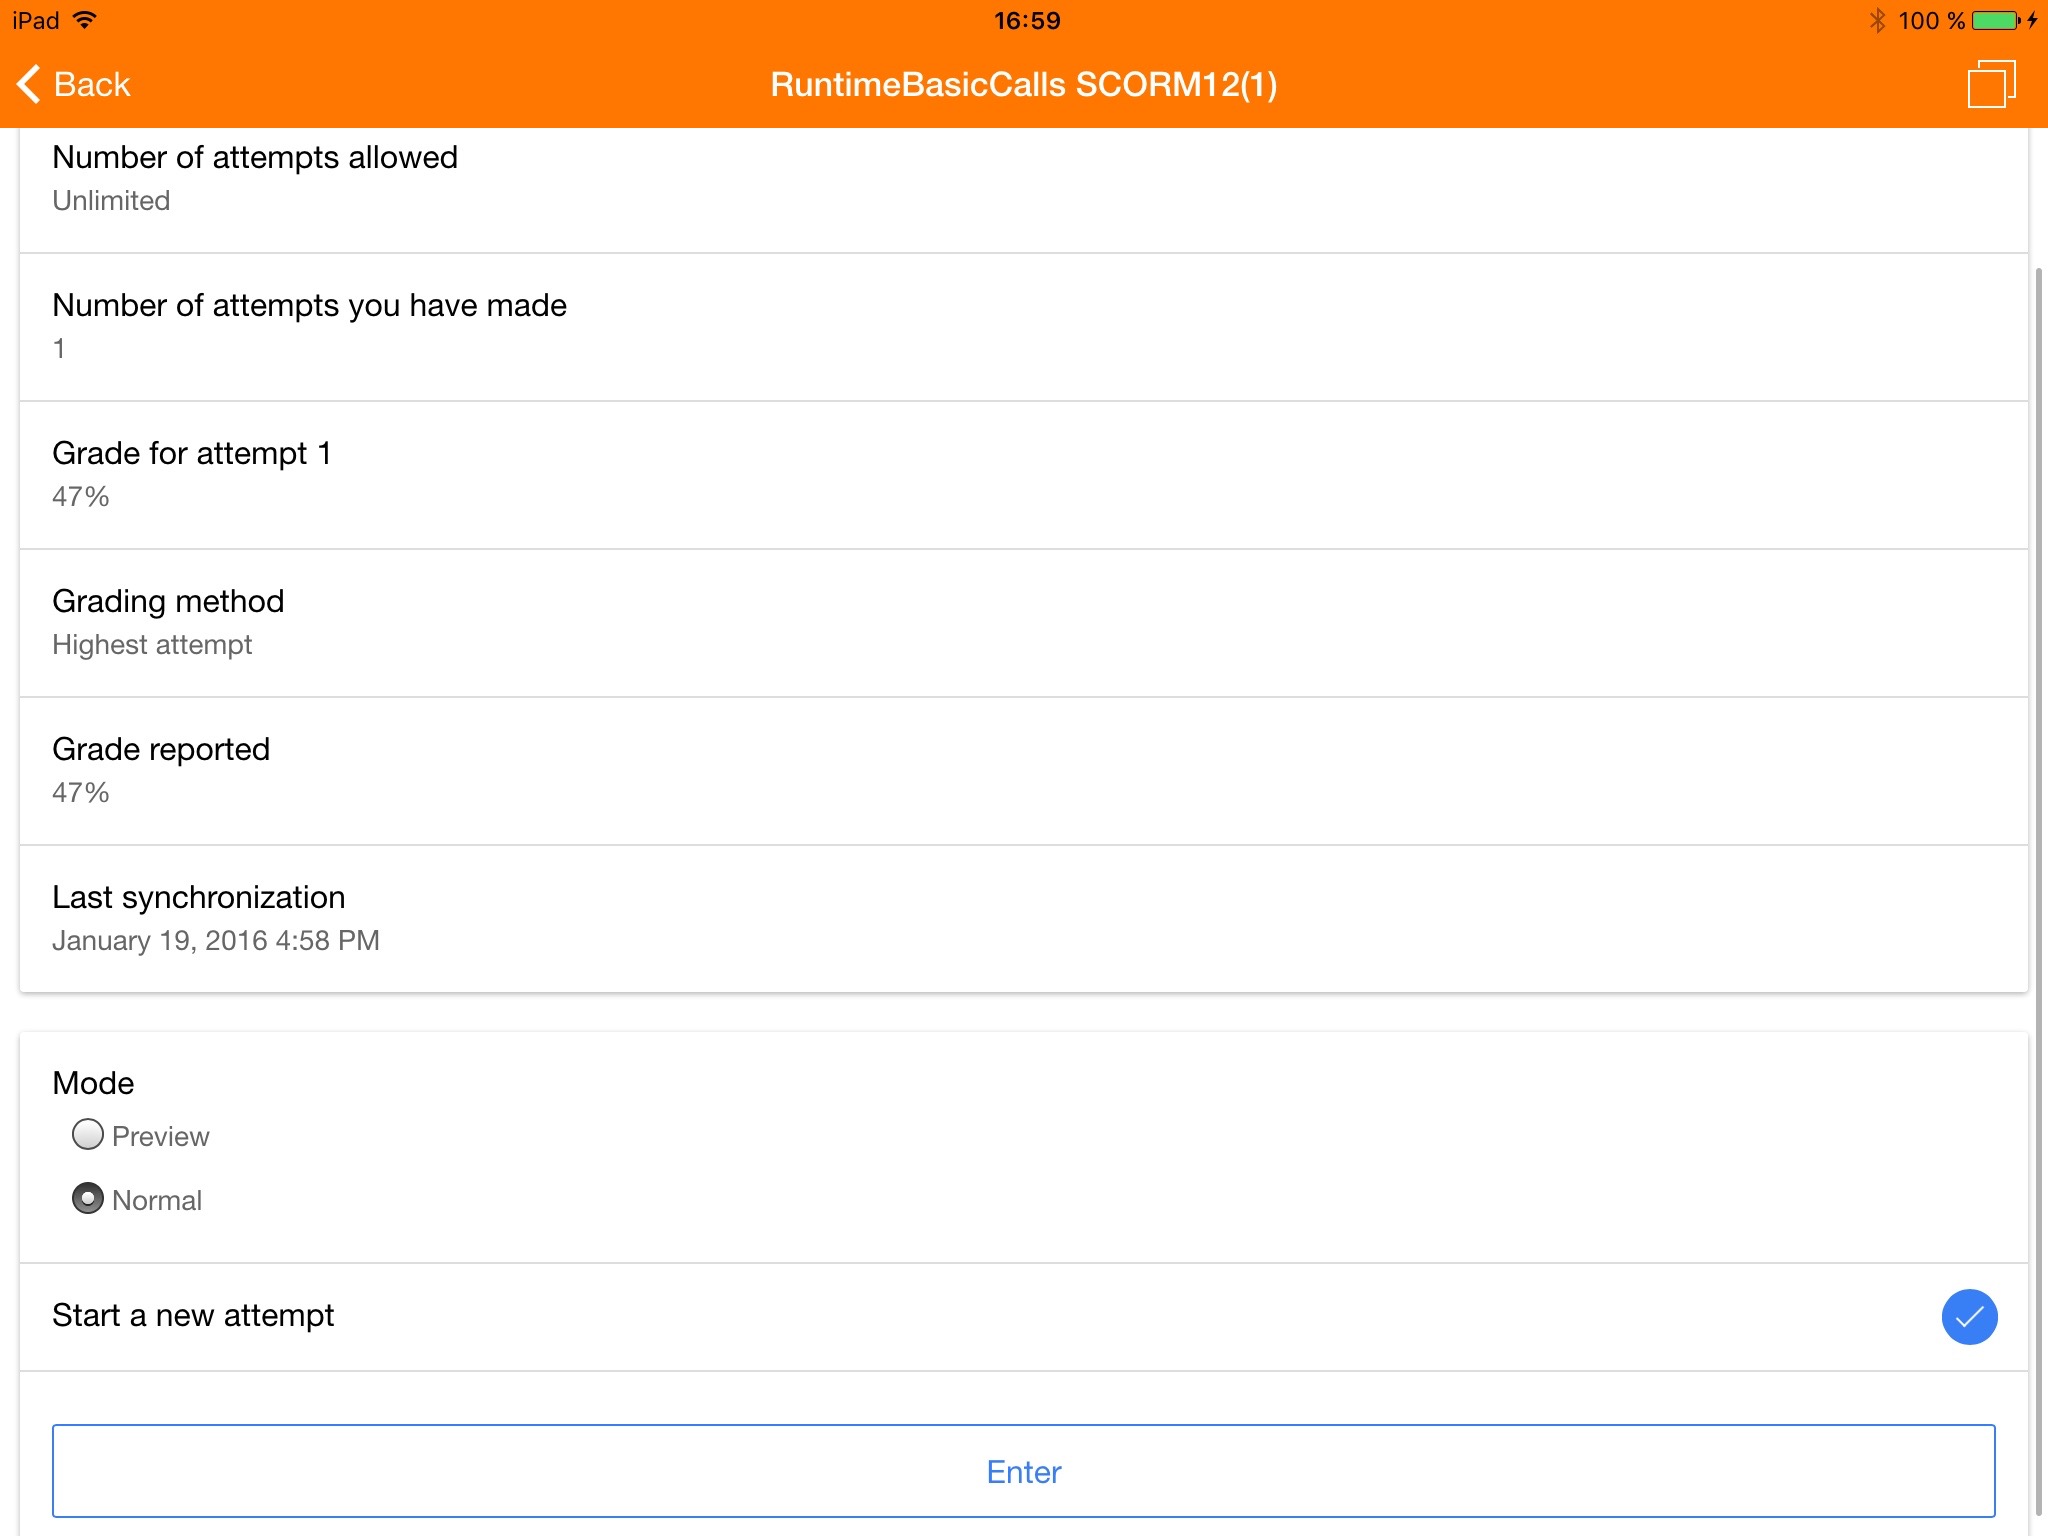 iPad 16:59 100 %
Back RuntimeBasicCalls SCORM12(1)
Number of attempts allowed
Unlimited
Number of attempts you have made
1
Grade for attempt 1
47%
Grading method
Highest attempt
Grade reported
47%
Last synchronization
January 19, 2016 4:58 PM
Mode
Preview
Normal
Start a new attempt
Enter